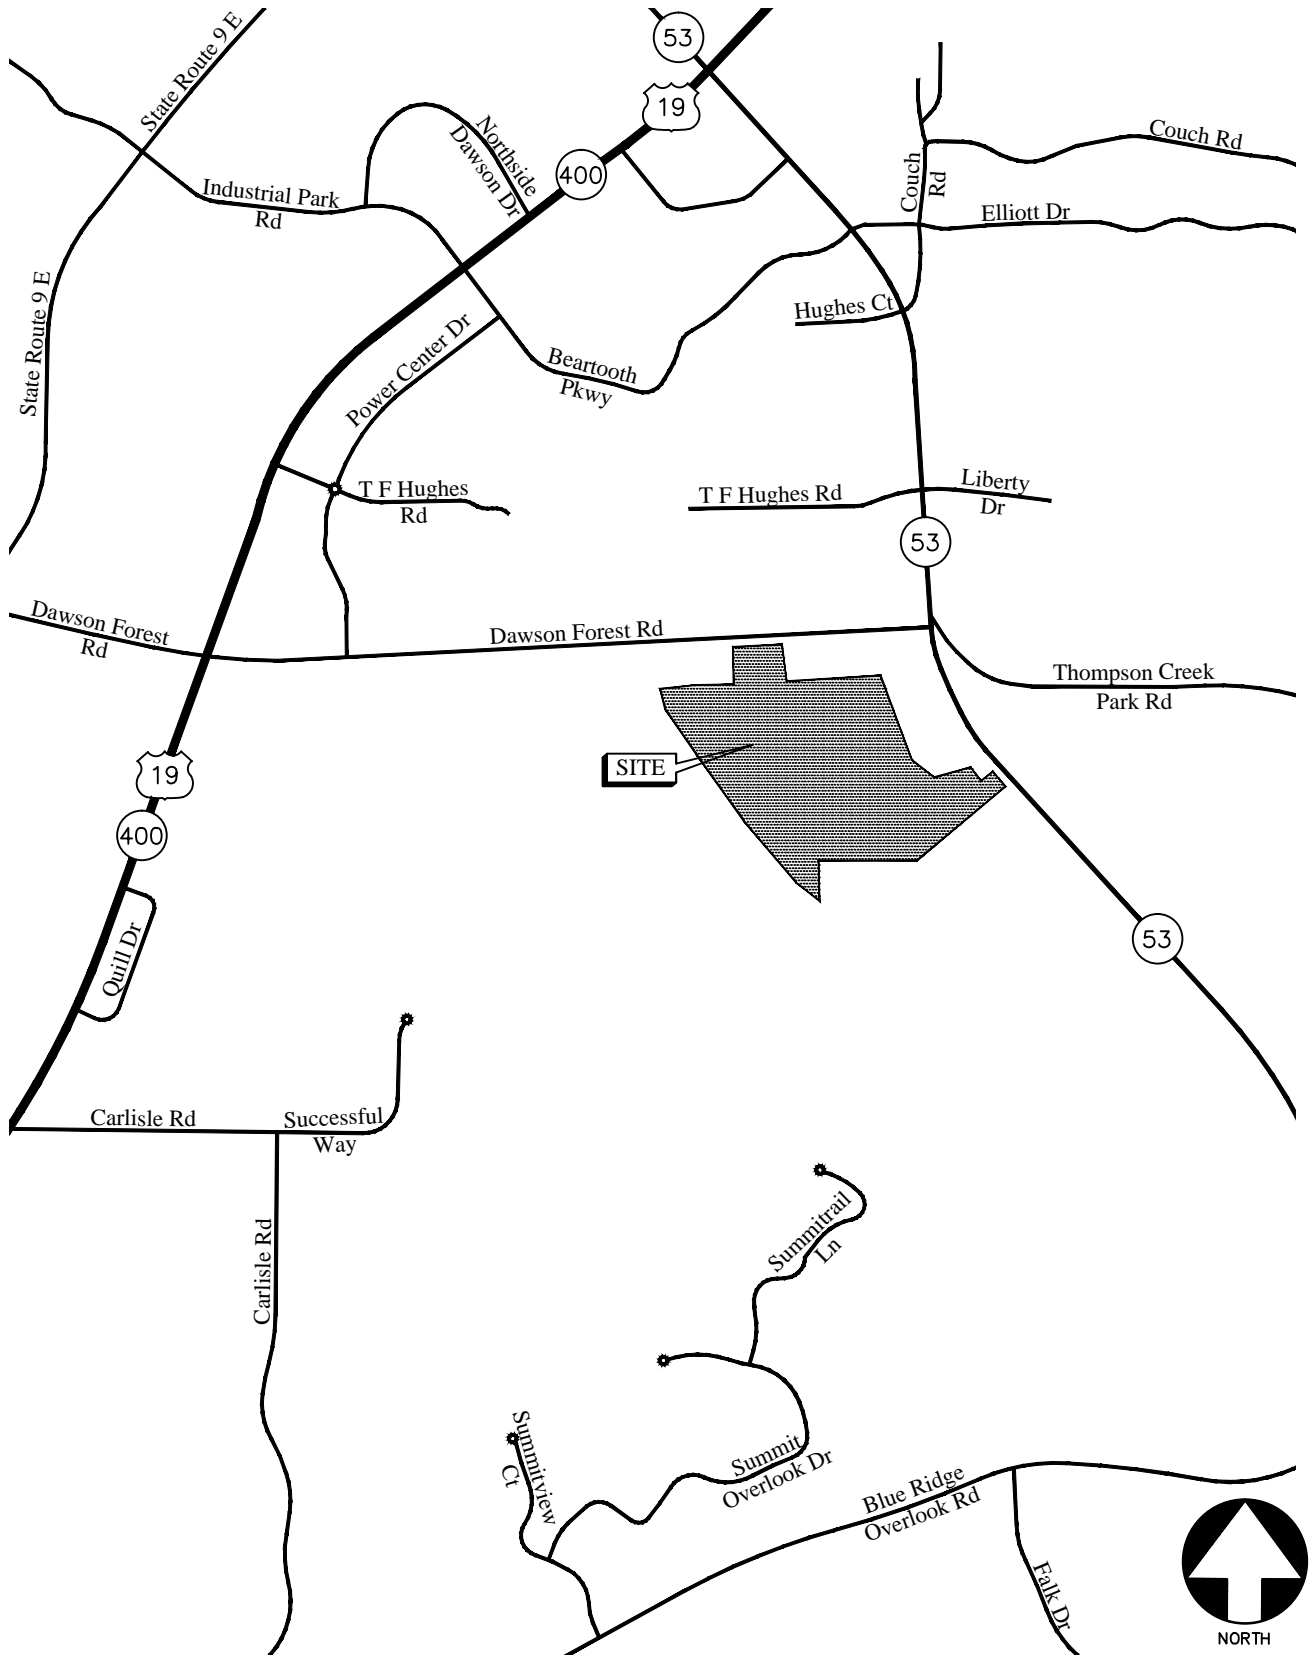 State Route 9 E
53
19
Northside
Dawson Dr
400
Couch Rd
Couch
Rd
Industrial Park
Rd
Elliott Dr
State Route 9 E
Hughes Ct
Power Center Dr
Beartooth
Pkwy
T F Hughes
Rd
T F Hughes Rd
Liberty
Dr
53
Dawson Forest
Rd
Dawson Forest Rd
Thompson Creek
Park Rd
SITE
19
400
Quill Dr
53
Carlisle Rd
Successful
Way
Carlisle Rd
Summitrail
Ln
Summitview
Ct
Summit
Overlook Dr
Blue Ridge
Overlook Rd
Falk Dr
NORTH